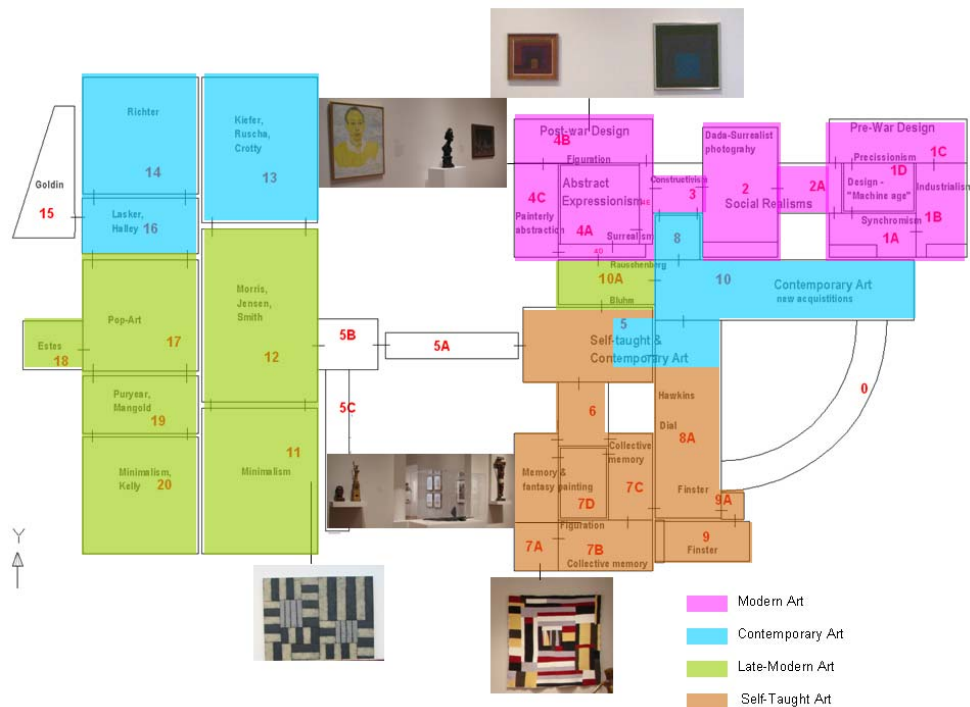 Richter
14
Kiefer,
Ruscha,
Crotty
13
Goldin
15
Lasker,
Halley
16
Morris,
Jensen,
Smith
12
Pop-Art
17
Estes
18
Puryear,
Mangold
19
Minimalism,
Kelly
20
11
Minimalism
5B
5A
5C
Post-war Design
4B
Figuration
4C
Abstract
Expressionism
Painterly
abstraction
4A
4E
Surrealism
4D
Constructivism
3
Dada-Surrealist
photograhy
2
Social Realisms
2A
Pre-War Design
1C
Precissionism
1D
Design -
"Machine age"
Industrialism
1B
Synchromism
1A
8
Rausshenberg
10A
Bluhm
10
Contemporary Art
new acquistitions
5
Self-taught &
Contemporary Art
0
6
Hawkins
Dial
8A
Finster
9A
9
Finster
Collective
memory
Memory &
fantasy painting
7D
7C
Figuration
7A
7B
Collective memory
Y
Modern Art
Contemporary Art
Late-Modern Art
Self-Taught Art